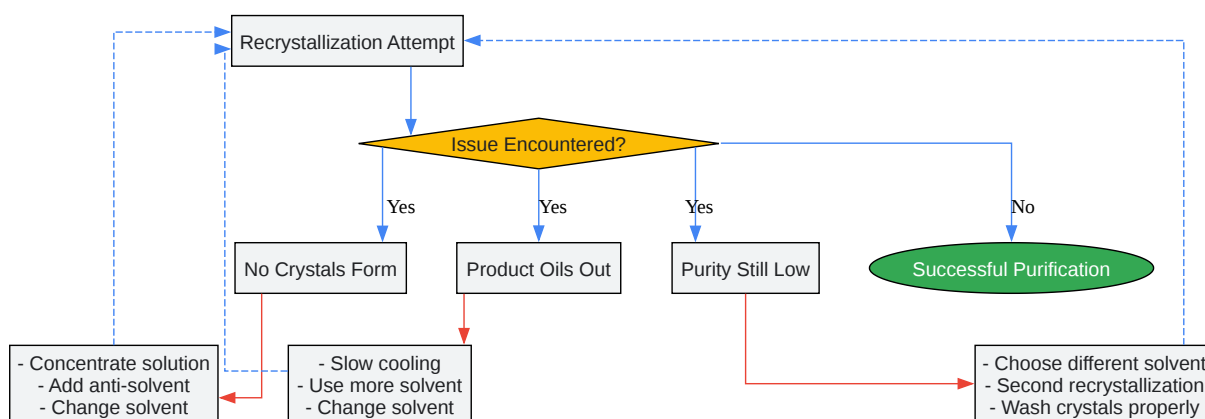 Recrystallization Attempt
Issue Encountered?
Yes
Yes
Yes
No
No Crystals Form
Product Oils Out
Purity Still Low
Successful Purification
- Concentrate solution
- Add anti-solvent
- Change solvent
- Slow cooling
- Use more solvent
- Change solvent
- Choose different solvent
- Second recrystallization
- Wash crystals properly